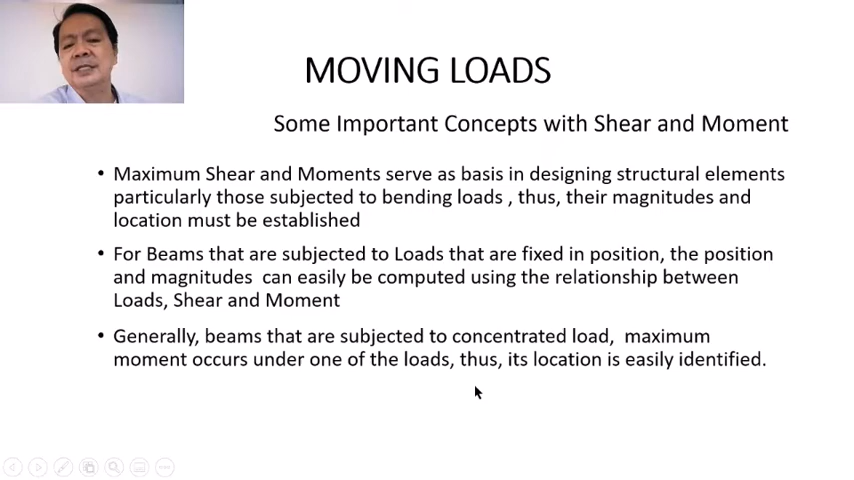 MOVING LOADS
Some Important Concepts with Shear and Moment
• Maximum Shear and Moments serve as basis in designing structural elements
particularly those subjected to bending loads , thus, their magnitudes and
location must be established
• For Beams that are subjected to Loads that are fixed in position, the position
and magnitudes can easily be computed using the relationship between
Loads, Shear and Moment
• Generally, beams that are subjected to concentrated load, maximum
moment occurs under one of the loads, thus, its location is easily identified.